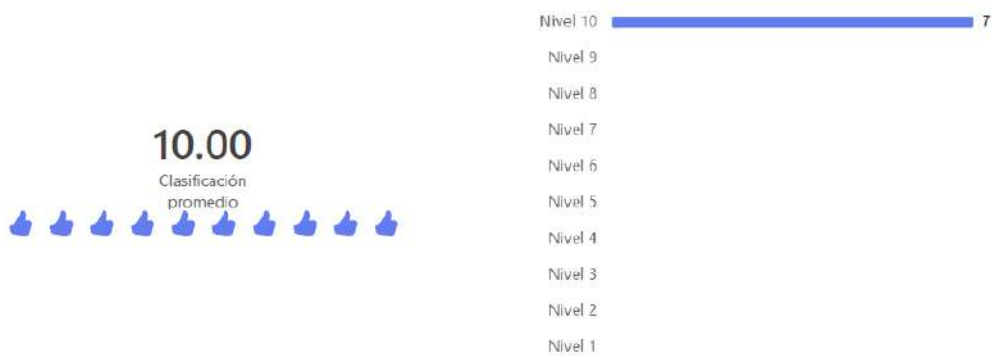 10.00
Clasificación
promedio
Nivel 10 7
Nivel 9
Nivel 8
Nivel 7
Nivel 6
Nivel 5
Nivel 4
Nivel 3
Nivel 2
Nivel 1